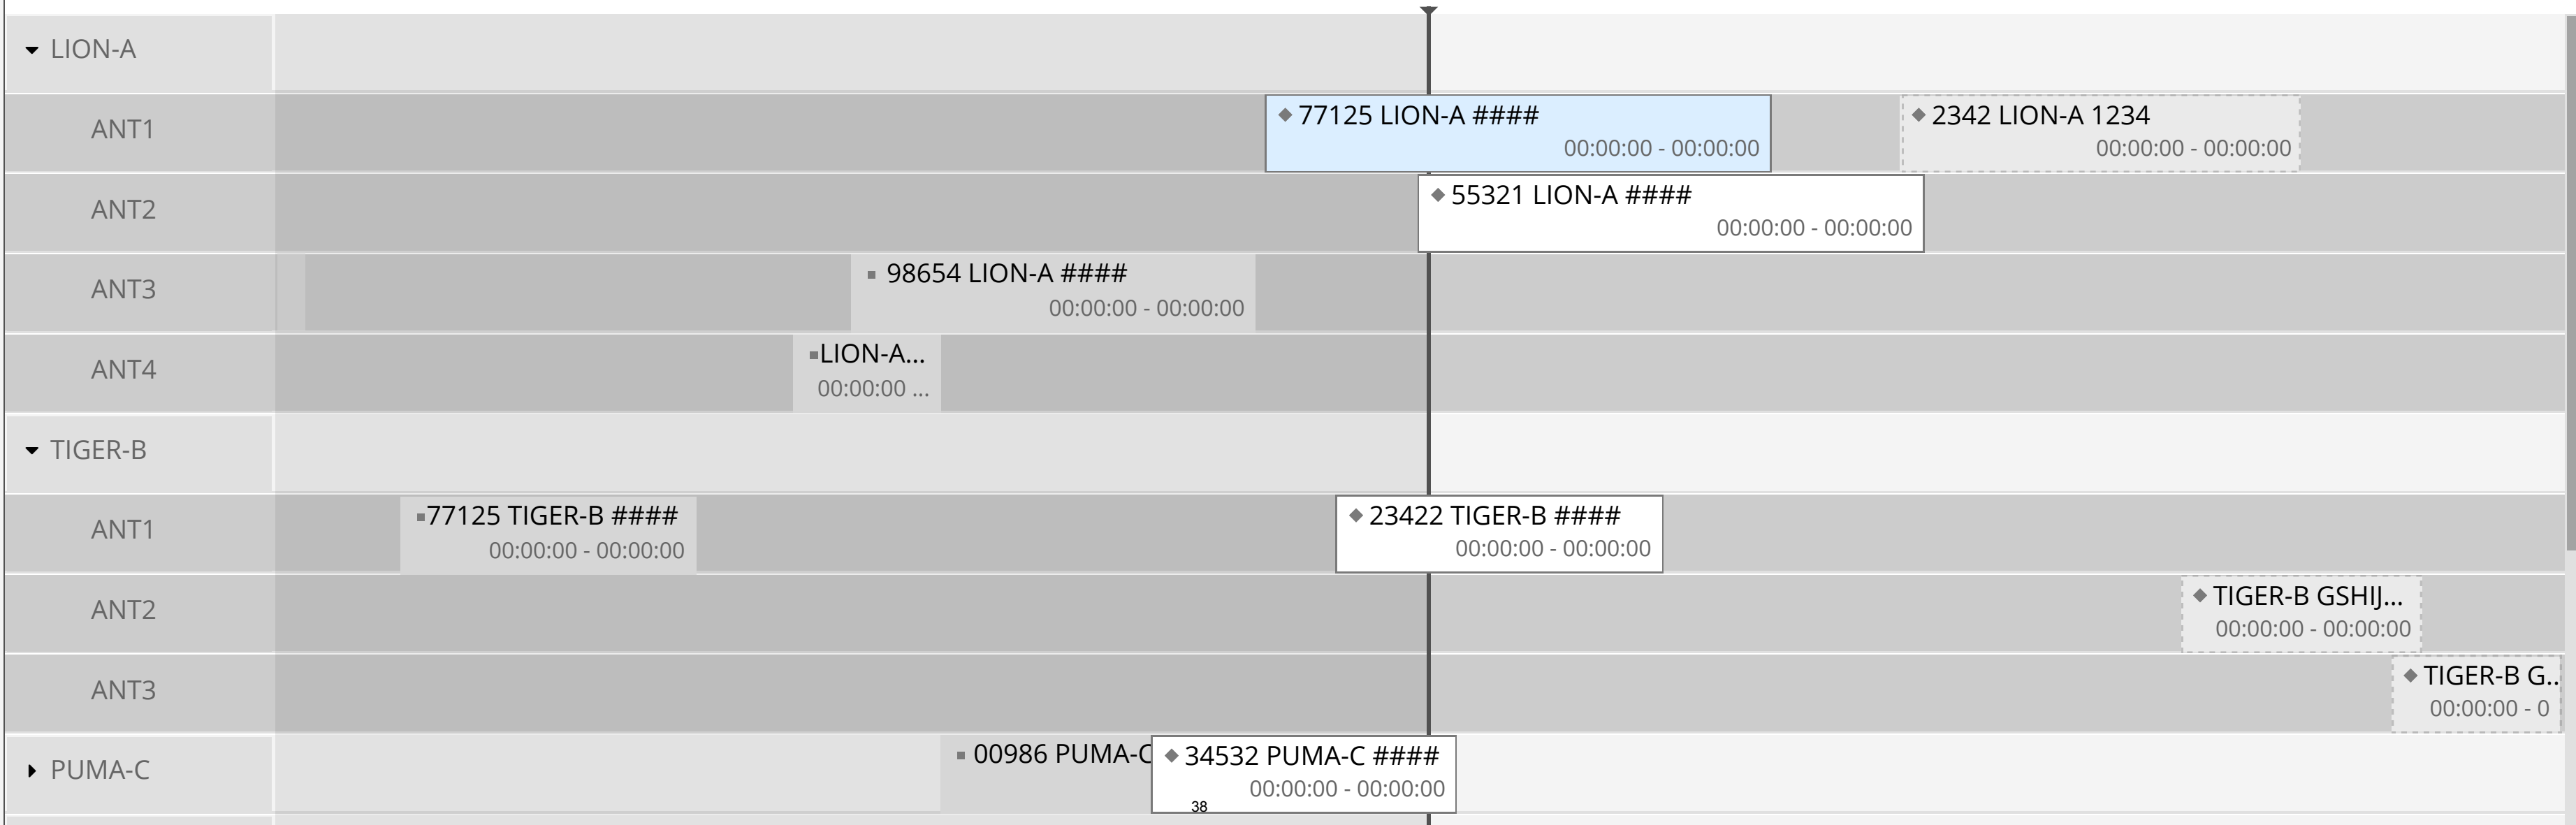 LION-A
ANT1
77125 LION-A ####
00:00:00 - 00:00:00
2342 LION-A 1234
00:00:00 - 00:00:00
ANT2
55321 LION-A ####
00:00:00 - 00:00:00
ANT3
98654 LION-A ####
00:00:00 - 00:00:00
ANT4
LION-A...
00:00:00 ...
TIGER-B
ANT1
77125 TIGER-B ####
00:00:00 - 00:00:00
23422 TIGER-B ####
00:00:00 - 00:00:00
ANT2
TIGER-B GSHIJ...
00:00:00 - 00:00:00
ANT3
TIGER-B G..
00:00:00 - 0
PUMA-C
00986 PUMA-C
34532 PUMA-C ####
00:00:00 - 00:00:00
38